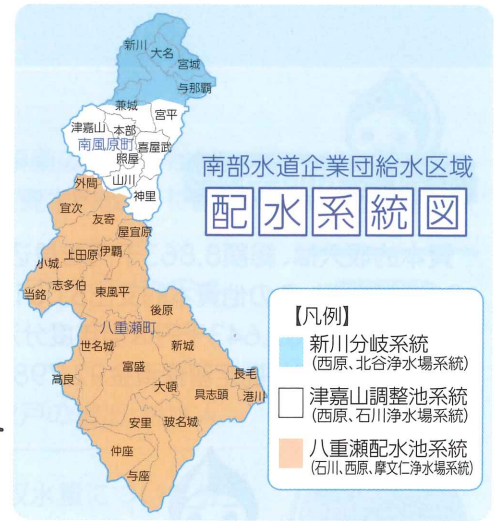 新川
大名
宮城
与那覇
兼城
宮平
津嘉山
本部
南風原町
喜屋武
照屋
山川
神里
外間
宜次
友寄
屋宜原
上田原
伊覇
小城
志多伯
当銘
東風平
後原
八重瀬町
世名城
新城
富盛
高良
長毛
大頓
具志頭
港川
安里
玻名城
仲座
与座
南部水道企業団給水区域
配水系統図
【凡例】
新川分岐系統
(西原、北谷浄水場系統)
津嘉山調整池系統
(西原、石川浄水場系統)
八重瀬配水池系統
(石川、西原、摩文仁浄水場系統)